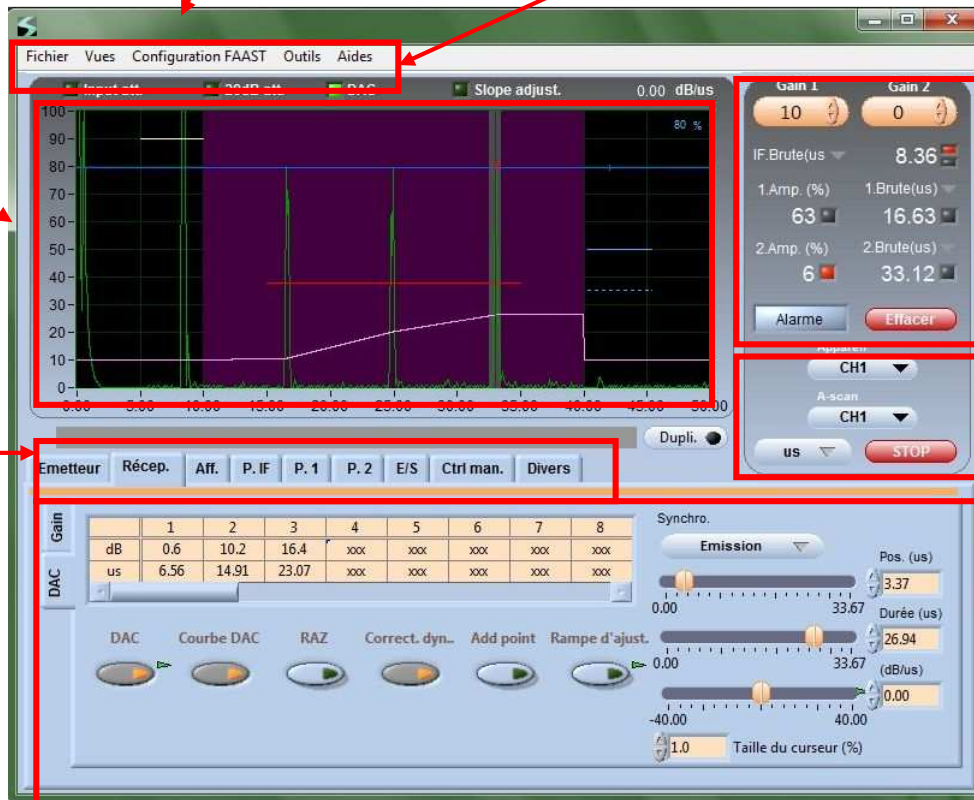 Fichier Vues Configuration FAAST Outils Aides
Input att. 20dB att. DAC Slope adjust. 0.00 dB/us
80 %
100
90
80
70
60
50
40
30
20
10
0
0.00 5.00 10.00 15.00 20.00 25.00 30.00 35.00 40.00 45.00 50.00
Gain 1 Gain 2
10 0
IF.Brute(us 8.36
1.Amp. (%) 1.Brute(us)
63 16.63
2.Amp. (%) 2.Brute(us)
6 33.12
Alarme Effacer
Appareil
CH1
A-scan
CH1
us STOP
Dupli.
Emetteur Récep. Aff. P. IF P. 1 P. 2 E/S Ctrl man. Divers
Gain
DAC
1 2 3 4 5 6 7 8
dB 0.6 10.2 16.4 xxx xxx xxx xxx xxx
us 6.56 14.91 23.07 xxx xxx xxx xxx xxx
DAC Courbe DAC RAZ Correct. dyn.. Add point Rampe d'ajust.
Synchro.
Emission
Pos. (us)
3.37
0.00 33.67
Durée (us)
26.94
0.00 33.67
(dB/us)
0.00
-40.00 40.00
1.0 Taille du curseur (%)